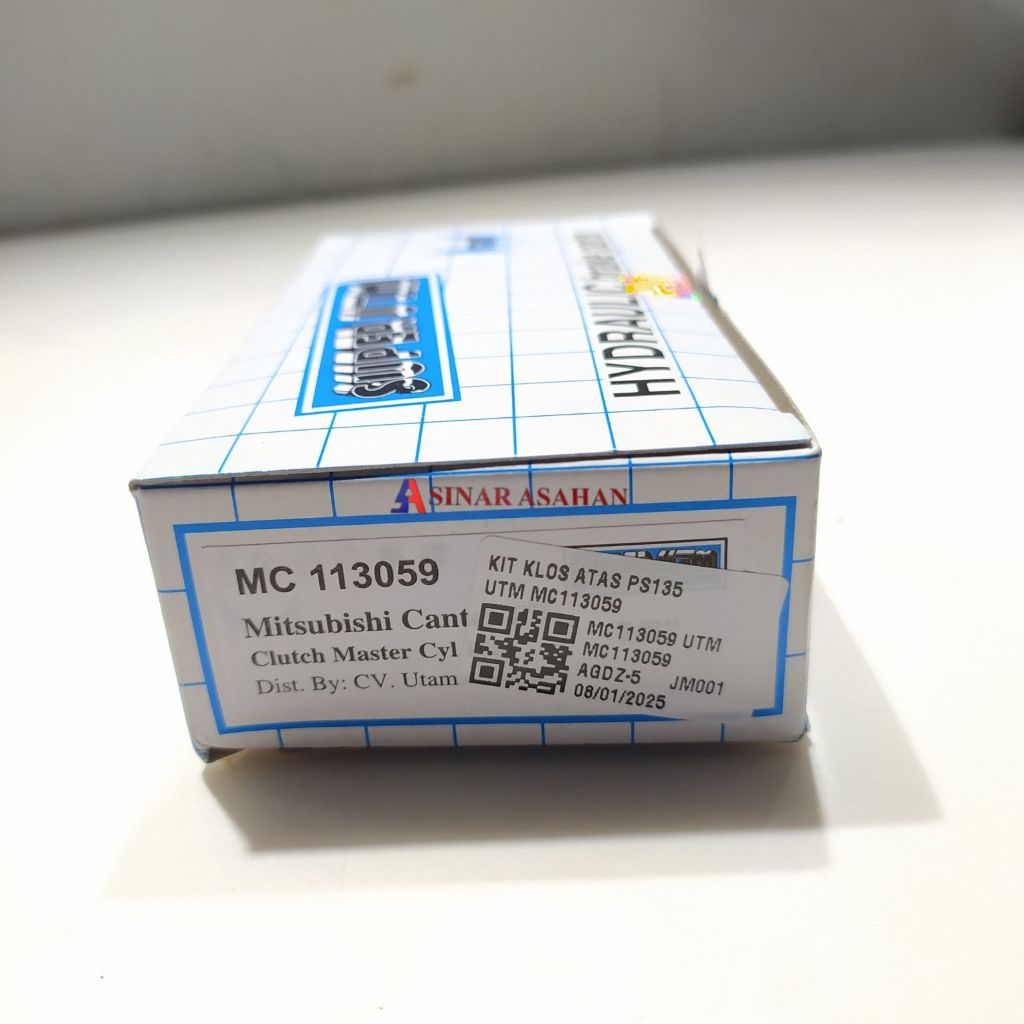 SUPER UTM
HYDRAULIC
SINAR ASAHAN
MC 113059
Mitsubishi Cant
Clutch Master Cyl
Dist. By: CV. Utam
KIT KLOS ATAS PS135
UTM MC113059
MC113059 UTM
MC113059
AGDZ-5 JM001
08/01/2025